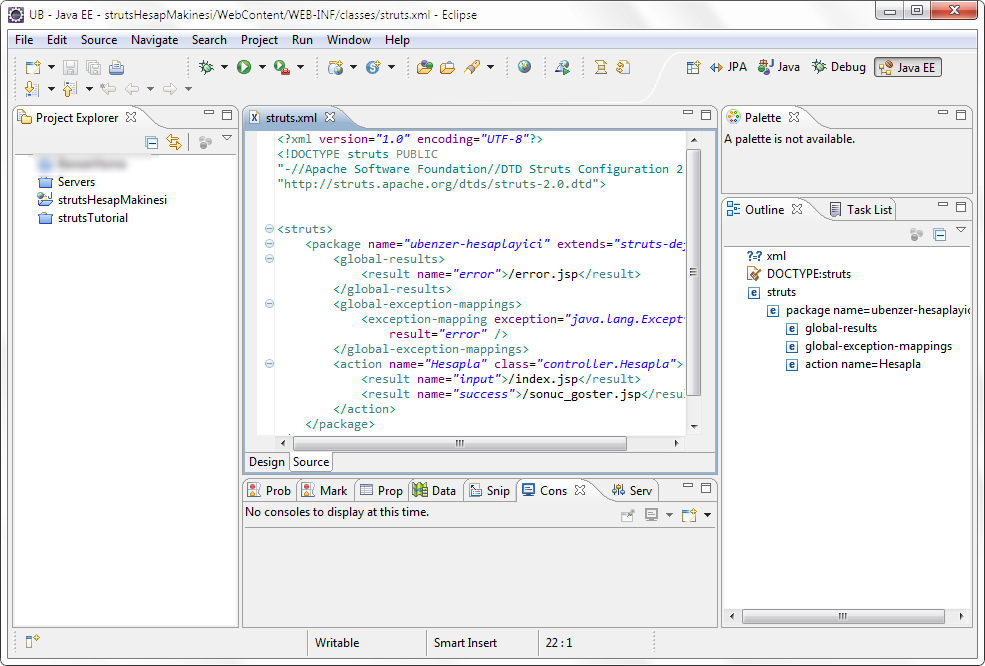 UB - Java EE - strutsHesapMakinesi/WebContent/WEB-INF/classes/struts.xml - Eclipse
File Edit Source Navigate Search Project Run Window Help
JPA Java Debug Java EE
Project Explorer
Servers
strutsHesapMakinesi
strutsTutorial
struts.xml
<?xml version="1.0" encoding="UTF-8"?>
<!DOCTYPE struts PUBLIC
"-//Apache Software Foundation//DTD Struts Configuration 2
"http://struts.apache.org/dtds/struts-2.0.dtd">
<struts>
<package name="ubenzer-hesaplayici" extends="struts-de
<global-results>
<result name="error">/error.jsp</result>
</global-results>
<global-exception-mappings>
<exception-mapping exception="java.lang.Except
result="error" />
</global-exception-mappings>
<action name="Hesapla" class="controller.Hesapla">
<result name="input">/index.jsp</result>
<result name="success">/sonuc_goster.jsp</resu
</action>
</package>
Design Source
Prob Mark Prop Data Snip Cons Serv
No consoles to display at this time.
Palette
A palette is not available.
Outline Task List
?=? xml
DOCTYPE:struts
e struts
e package name=ubenzer-hesaplayic
e global-results
e global-exception-mappings
e action name=Hesapla
Writable Smart Insert 22 : 1